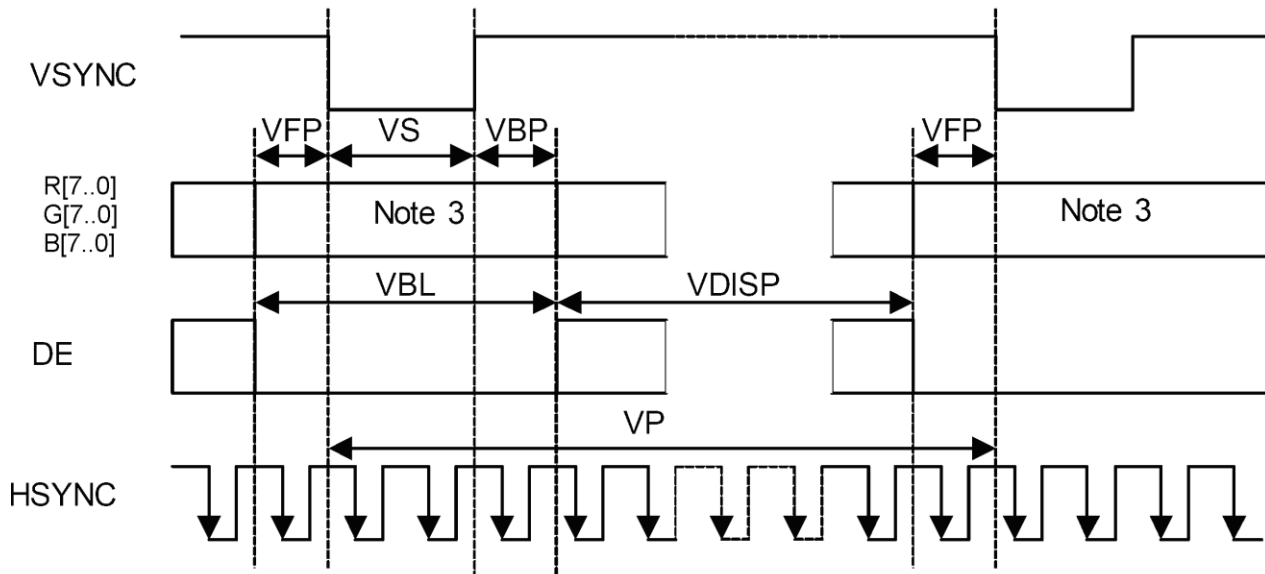 VSYNC
VFP VS VBP VFP
R[7..0]
G[7..0]
B[7..0]
Note 3 Note 3
VBL VDISP
DE
VP
HSYNC